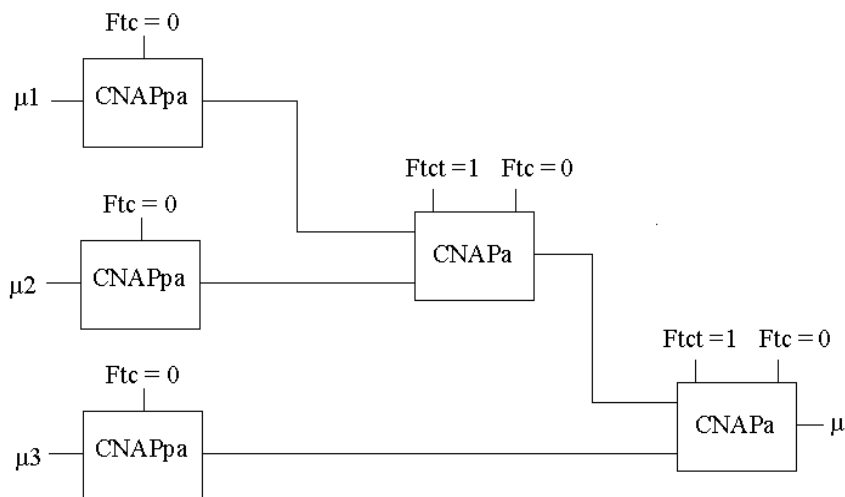 Ftc = 0
μ1
CNAPpa
Ftct = 1 Ftc = 0
Ftc = 0
CNAPa
μ2
CNAPpa
Ftct = 1 Ftc = 0
Ftc = 0
CNAPa
μ
μ3
CNAPpa